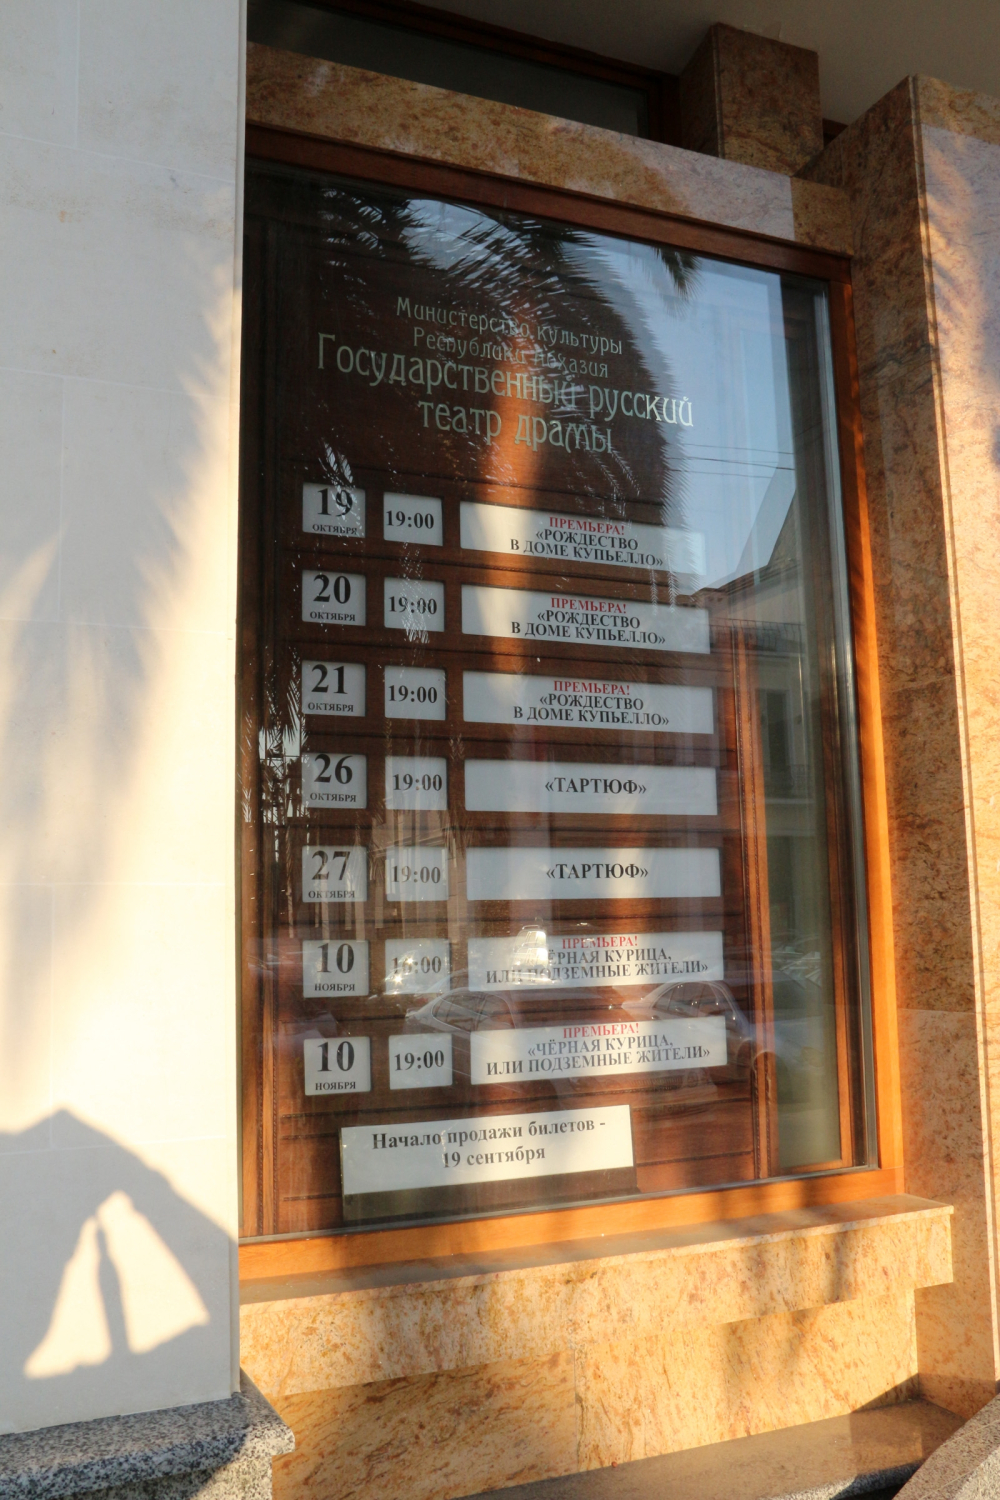 Министерство культуры
Республики Абхазия
Государственный русский
театр драмы
19
ОКТЯБРЯ
19:00
ПРЕМЬЕРА!
«РОЖДЕСТВО
В ДОМЕ КУПЬЕЛЛО»
20
ОКТЯБРЯ
19:00
ПРЕМЬЕРА!
«РОЖДЕСТВО
В ДОМЕ КУПЬЕЛЛО»
21
ОКТЯБРЯ
19:00
ПРЕМЬЕРА!
«РОЖДЕСТВО
В ДОМЕ КУПЬЕЛЛО»
26
ОКТЯБРЯ
19:00
«ТАРТЮФ»
27
ОКТЯБРЯ
19:00
«ТАРТЮФ»
10
НОЯБРЯ
ПРЕМЬЕРА!
«ЧЁРНАЯ КУРИЦА,
ИЛИ ПОДЗЕМНЫЕ ЖИТЕЛИ»
10
НОЯБРЯ
19:00
ПРЕМЬЕРА!
«ЧЁРНАЯ КУРИЦА,
ИЛИ ПОДЗЕМНЫЕ ЖИТЕЛИ»
Начало продажи билетов -
19 сентября